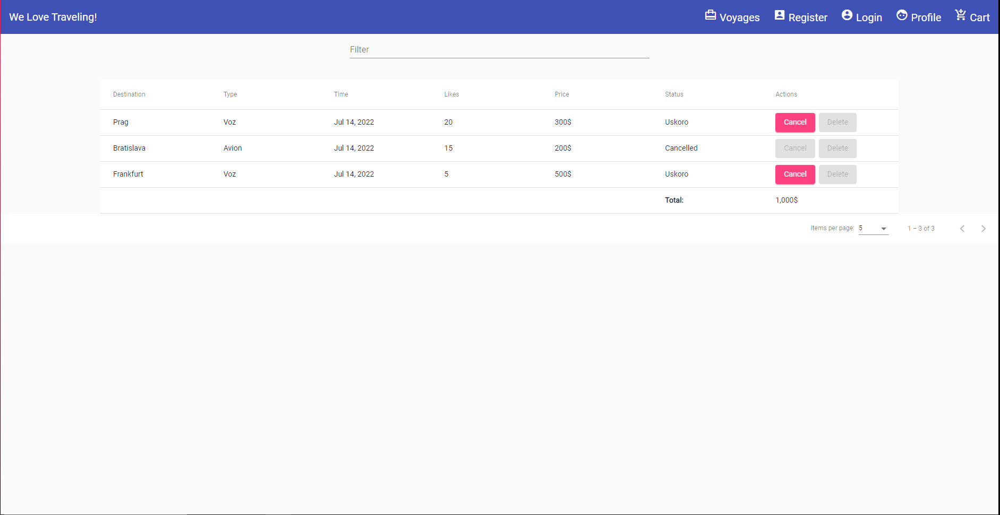 We Love Traveling! Voyages Register Login Profile Cart
Filter
Destination Type Time Likes Price Status Actions
Prag Voz Jul 14, 2022 20 300$ Uskoro Cancel Delete
Bratislava Avion Jul 14, 2022 15 200$ Cancelled Cancel Delete
Frankfurt Voz Jul 14, 2022 5 500$ Uskoro Cancel Delete
Total: 1,000$
Items per page: 5 1 – 3 of 3